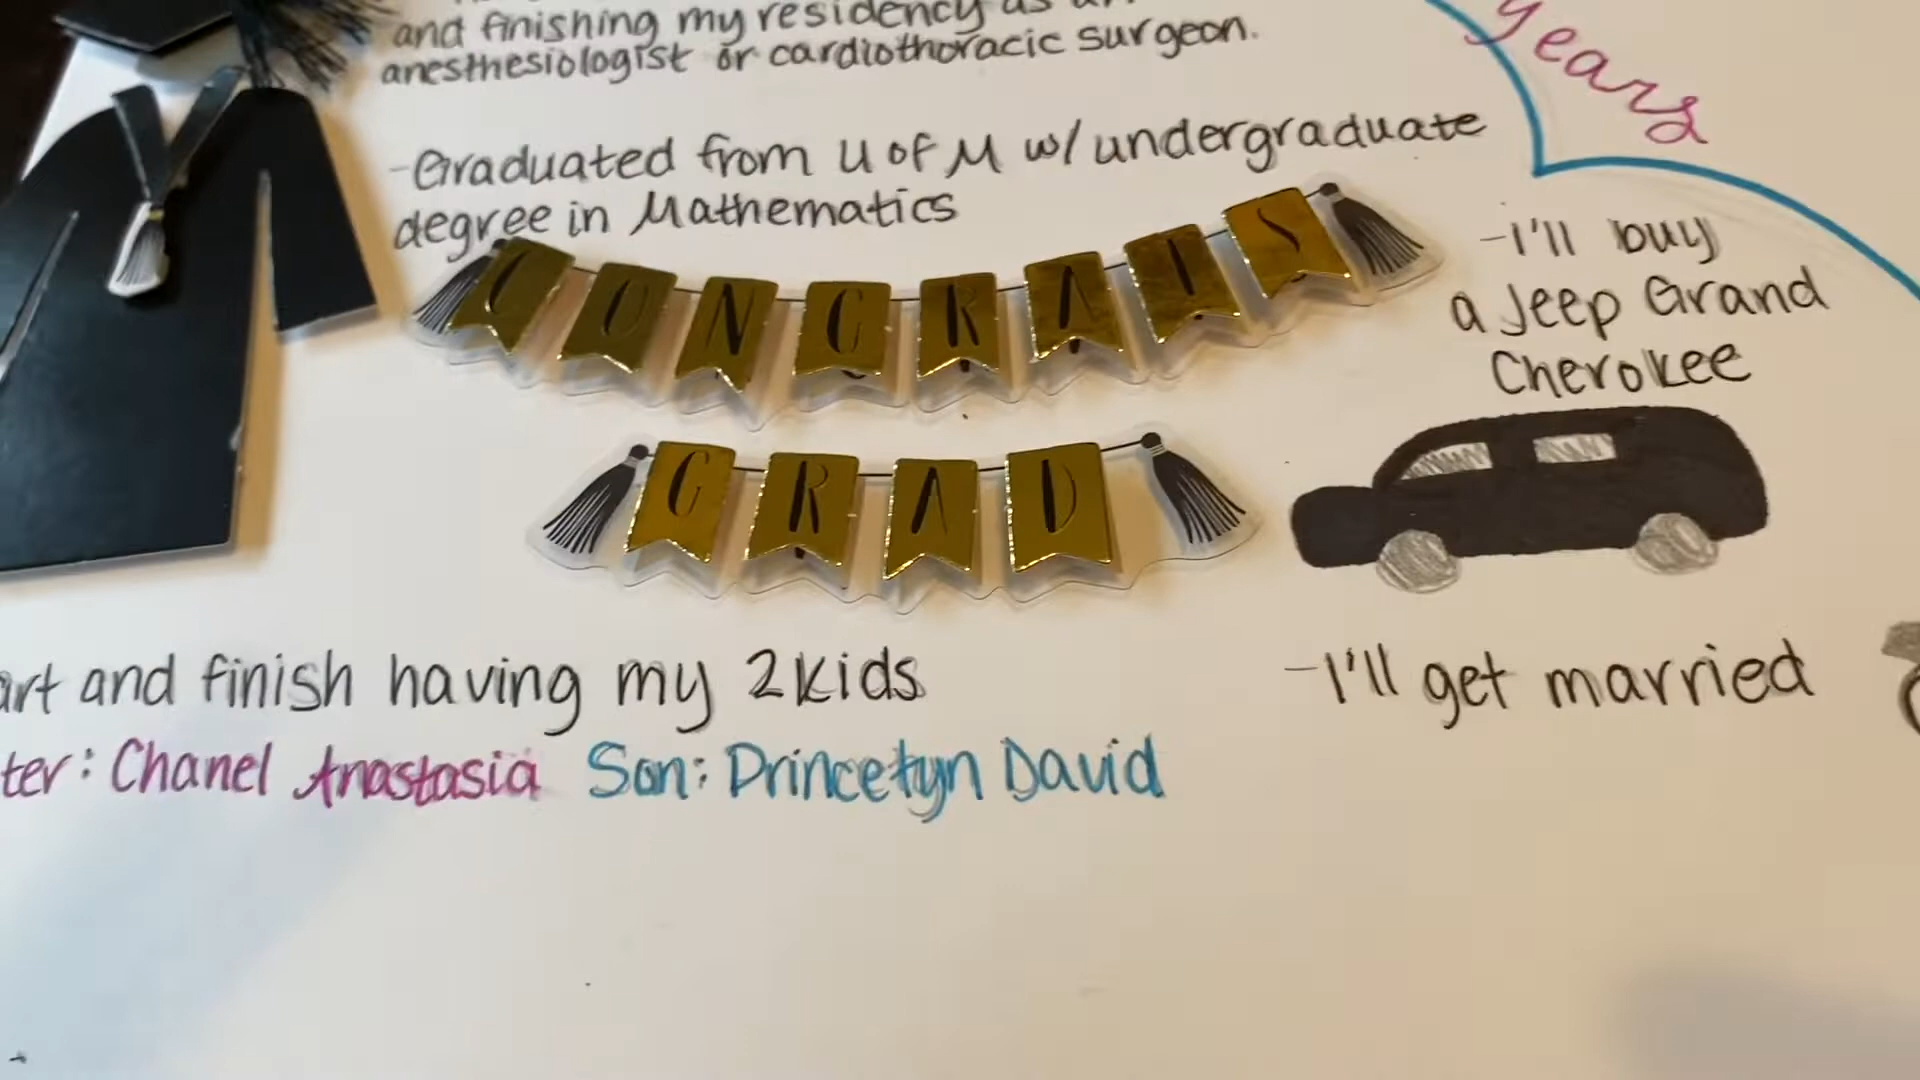 and finishing my residency as an
anesthesiologist or cardiothoracic surgeon.
-Graduated from U of M w/ undergraduate
degree in Mathematics
CONGRATS
GRAD
years
-I'll buy
a Jeep Grand
Cherokee
art and finish having my 2 kids
ter: Chanel Anastasia Son: Princetyn David
-I'll get married